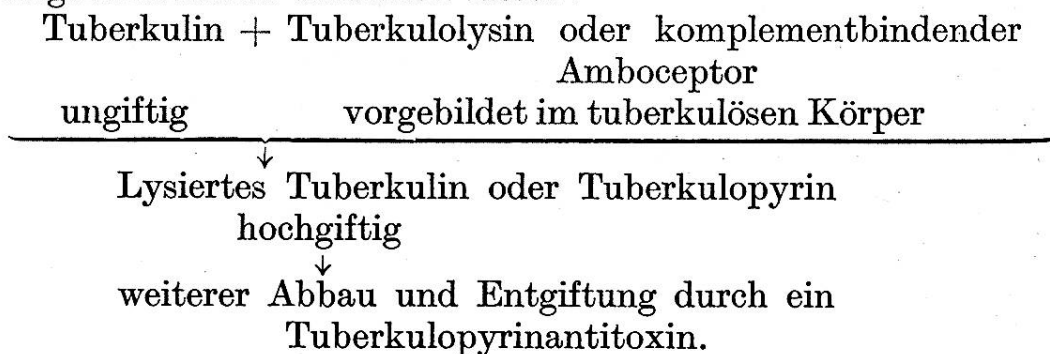 Tuberkulin + Tuberkulolysin oder komplementbindender
Amboceptor
ungiftig vorgebildet im tuberkulösen Körper
↓
Lysiertes Tuberkulin oder Tuberkulopyrin
hochgiftig
↓
weiterer Abbau und Entgiftung durch ein
Tuberkulopyrinantitoxin.